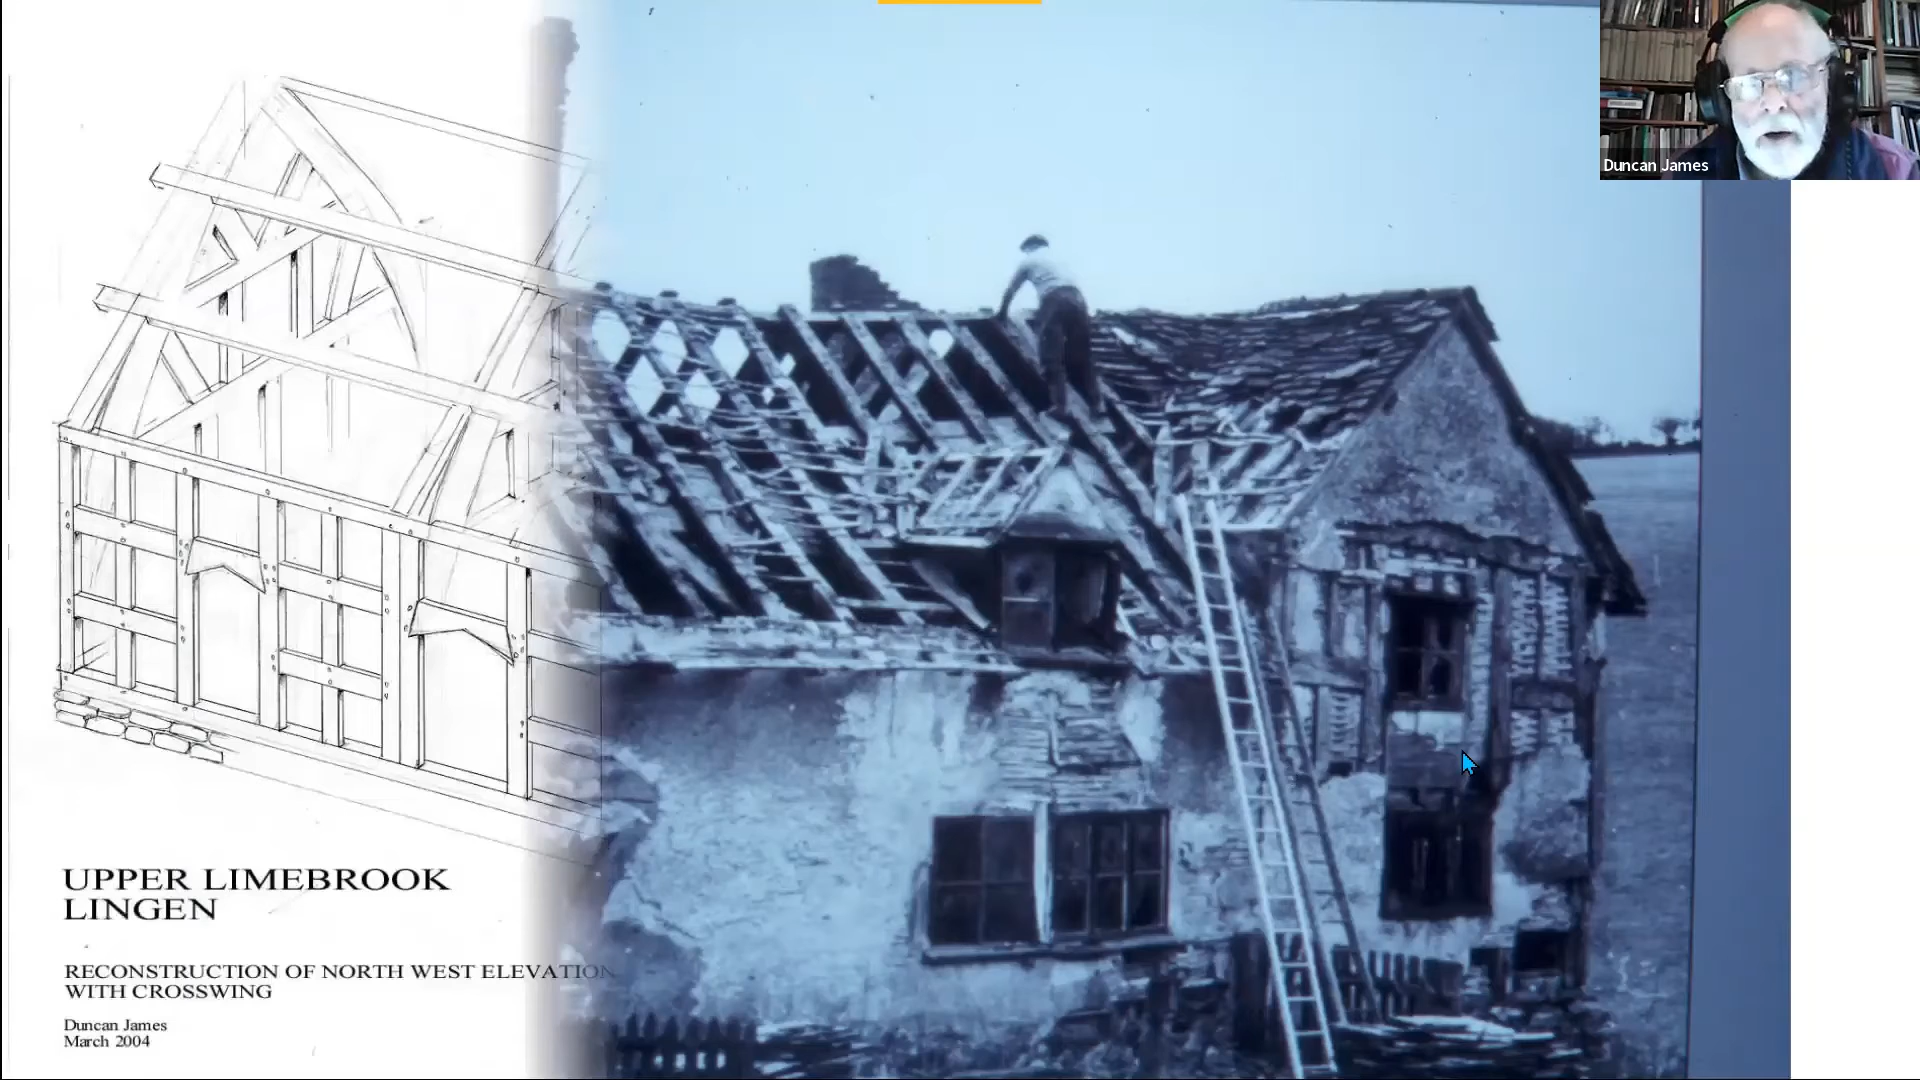 Duncan James
UPPER LIMEBROOK
LINGEN
RECONSTRUCTION OF NORTH WEST ELEVATION
WITH CROSSWING
Duncan James
March 2004